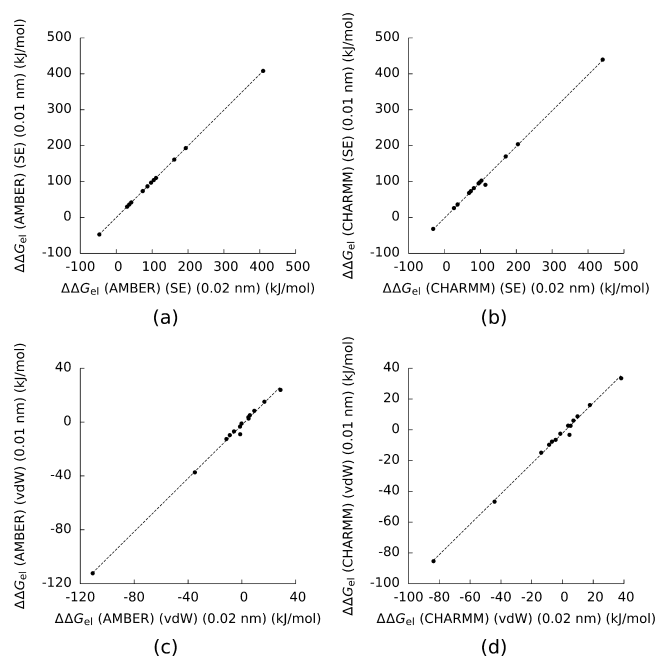 ΔΔGel (AMBER) (SE) (0.01 nm) (kJ/mol)
500
400
300
200
100
0
-100
-100 0 100 200 300 400 500
ΔΔGel (AMBER) (SE) (0.02 nm) (kJ/mol)
(a)
ΔΔGel (CHARMM) (SE) (0.01 nm) (kJ/mol)
500
400
300
200
100
0
-100
-100 0 100 200 300 400 500
ΔΔGel (CHARMM) (SE) (0.02 nm) (kJ/mol)
(b)
ΔΔGel (AMBER) (vdW) (0.01 nm) (kJ/mol)
40
0
-40
-80
-120
-120 -80 -40 0 40
ΔΔGel (AMBER) (vdW) (0.02 nm) (kJ/mol)
(c)
ΔΔGel (CHARMM) (vdW) (0.01 nm) (kJ/mol)
40
20
0
-20
-40
-60
-80
-100
-100 -80 -60 -40 -20 0 20 40
ΔΔGel (CHARMM) (vdW) (0.02 nm) (kJ/mol)
(d)